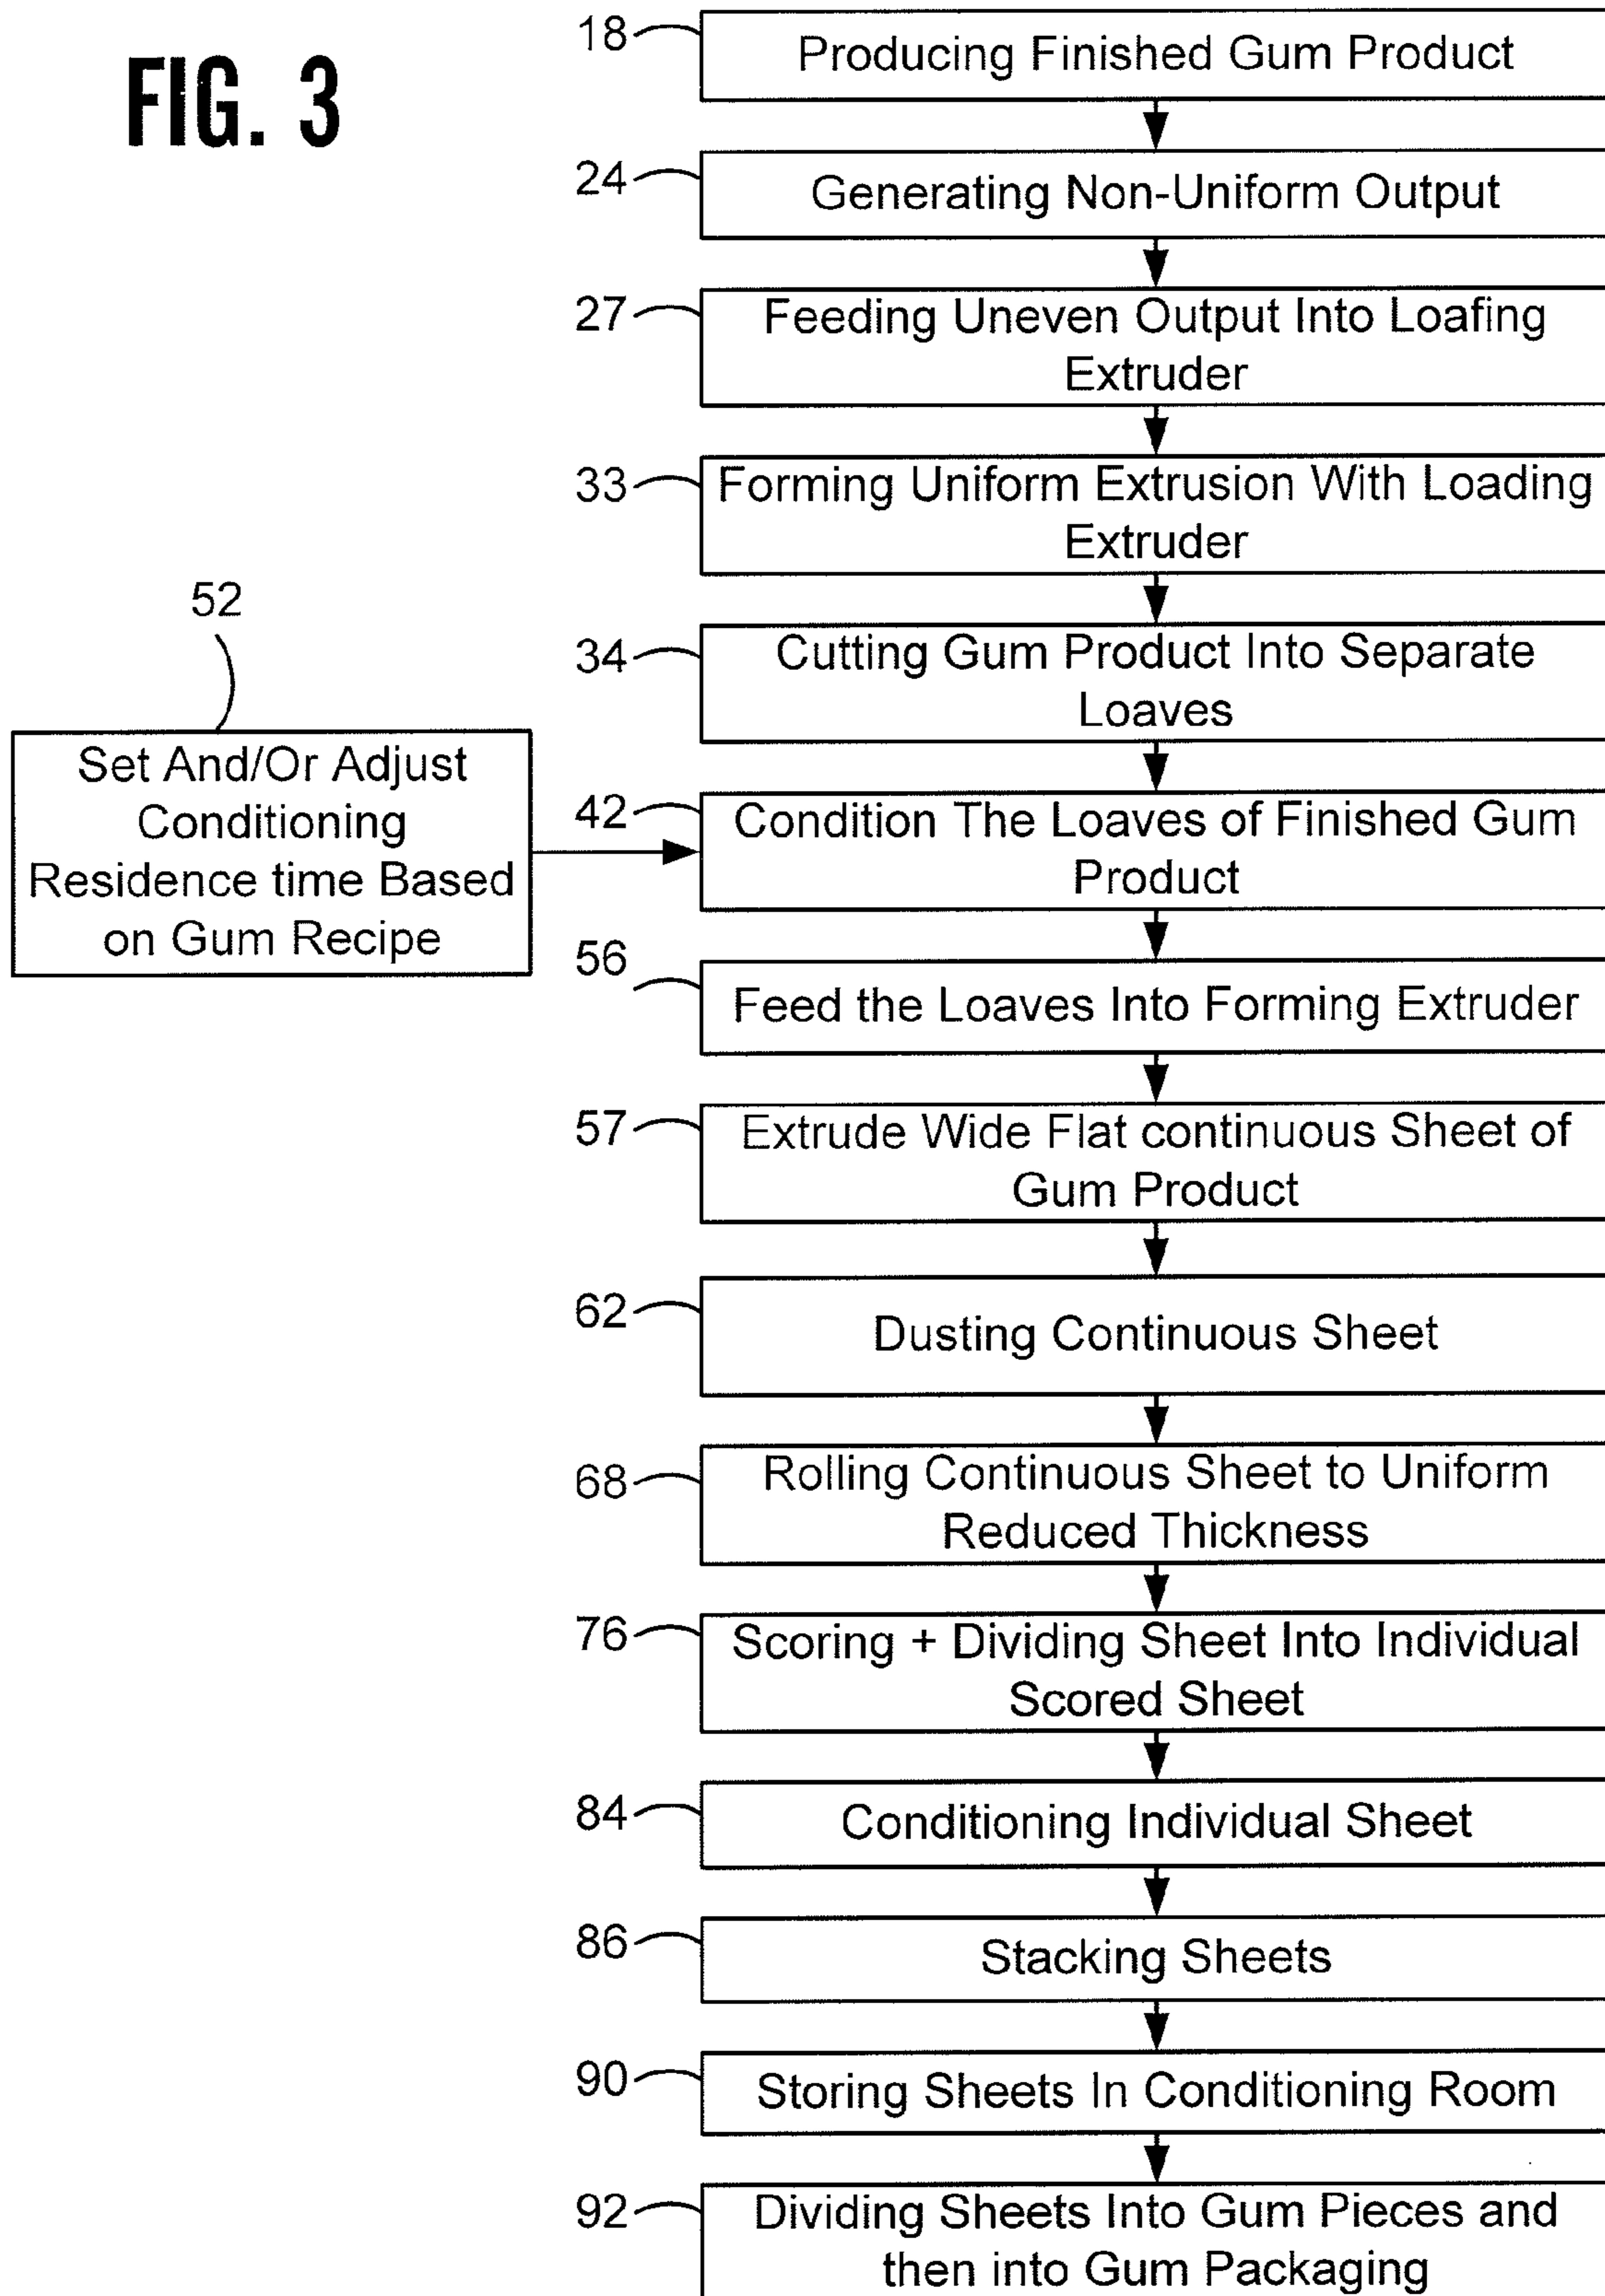 FIG. 3
18
Producing Finished Gum Product
24
Generating Non-Uniform Output
27
Feeding Uneven Output Into Loafing
Extruder
33
Forming Uniform Extrusion With Loading
Extruder
34
Cutting Gum Product Into Separate
Loaves
52
Set And/Or Adjust
Conditioning
Residence time Based
on Gum Recipe
42
Condition The Loaves of Finished Gum
Product
56
Feed the Loaves Into Forming Extruder
57
Extrude Wide Flat continuous Sheet of
Gum Product
62
Dusting Continuous Sheet
68
Rolling Continuous Sheet to Uniform
Reduced Thickness
76
Scoring + Dividing Sheet Into Individual
Scored Sheet
84
Conditioning Individual Sheet
86
Stacking Sheets
90
Storing Sheets In Conditioning Room
92
Dividing Sheets Into Gum Pieces and
then into Gum Packaging